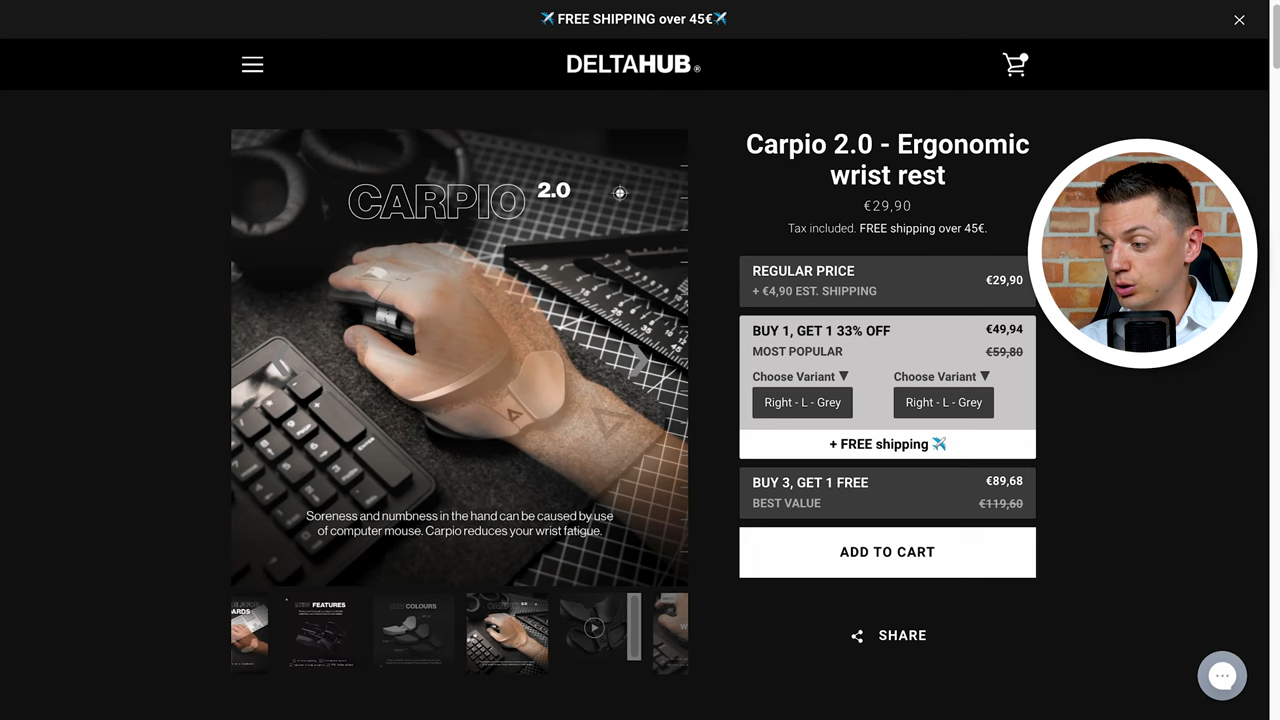 ✈️ FREE SHIPPING over 45€✈️
DELTAHUB®
CARPIO 2.0
Soreness and numbness in the hand can be caused by use
of computer mouse. Carpio reduces your wrist fatigue.
FEATURES
COLOURS
Carpio 2.0 - Ergonomic
wrist rest
€29,90
Tax included. FREE shipping over 45€.
REGULAR PRICE €29,90
+ €4,90 EST. SHIPPING
BUY 1, GET 1 33% OFF €49,94
MOST POPULAR €59,80
Choose Variant ▼ Choose Variant ▼
Right - L - Grey Right - L - Grey
+ FREE shipping ✈️
BUY 3, GET 1 FREE €89,68
BEST VALUE €119,60
ADD TO CART
SHARE